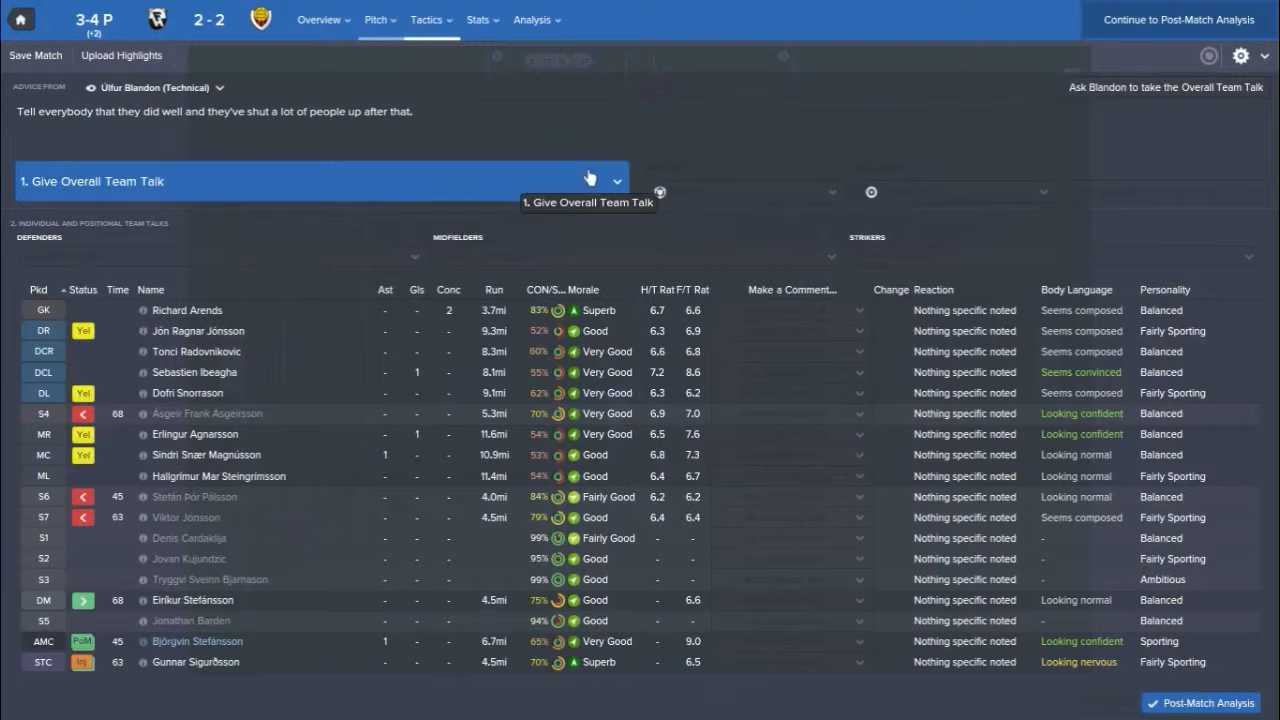 3-4 P
(+2)
2 - 2
Overview
Pitch
Tactics
Stats
Analysis
Continue to Post-Match Analysis
Save Match
Upload Highlights
ADVICE FROM
Úlfur Blandon (Technical)
Ask Blandon to take the Overall Team Talk
Tell everybody that they did well and they've shut a lot of people up after that.
1. Give Overall Team Talk
1. Give Overall Team Talk
2. INDIVIDUAL AND POSITIONAL TEAM TALKS
DEFENDERS MIDFIELDERS STRIKERS
Pkd Status Time Name Ast Gls Conc Run CON/S... Morale H/T Rat F/T Rat Make a Comment... Change Reaction Body Language Personality
GK Richard Arends - - 2 3.7mi 83% Superb 6.7 6.6 Nothing specific noted Seems composed Balanced
DR Yel Jón Ragnar Jónsson - - - 9.3mi 52% Good 6.3 6.9 Nothing specific noted Seems composed Fairly Sporting
DCR Tonci Radovnikovic - - - 8.3mi 60% Very Good 6.6 6.8 Nothing specific noted Seems composed Balanced
DCL Sebastien Ibeagha - 1 - 8.1mi 55% Very Good 7.2 8.6 Nothing specific noted Seems convinced Balanced
DL Yel Dofri Snorrason - - - 9.1mi 62% Very Good 6.3 6.2 Nothing specific noted Seems composed Fairly Sporting
S4 68 Ásgeir Frank Ásgeirsson - - - 5.3mi 70% Very Good 6.9 7.0 Nothing specific noted Looking confident Balanced
MR Yel Erlingur Agnarsson - 1 - 11.6mi 54% Very Good 6.5 7.6 Nothing specific noted Looking confident Balanced
MC Yel Sindri Snær Magnússon 1 - - 10.9mi 53% Good 6.8 7.3 Nothing specific noted Looking normal Balanced
ML Hallgrímur Mar Steingrímsson - - - 11.4mi 54% Good 6.4 6.7 Nothing specific noted Looking normal Fairly Sporting
S6 45 Stefán Þór Pálsson - - - 4.0mi 84% Fairly Good 6.2 6.2 Nothing specific noted Looking normal Balanced
S7 63 Viktor Jónsson - - - 4.5mi 79% Good 6.4 6.4 Nothing specific noted Seems composed Fairly Sporting
S1 Denis Cardaklija - - - 99% Fairly Good - - Nothing specific noted - Balanced
S2 Jovan Kujundzic - - - 95% Good - - Nothing specific noted - Fairly Sporting
S3 Tryggvi Sveinn Bjarnason - - - 99% Good - - Nothing specific noted - Ambitious
DM 68 Eiríkur Stefánsson - - - 4.5mi 75% Good - 6.6 Nothing specific noted Looking normal Balanced
S5 Jonathan Barden - - - 94% Good - - Nothing specific noted - Balanced
AMC PoM 45 Björgvin Stefánsson 1 - - 6.7mi 65% Very Good - 9.0 Nothing specific noted Looking confident Sporting
STC Inj 63 Gunnar Sigurðsson - - - 4.5mi 70% Superb - 6.5 Nothing specific noted Looking nervous Fairly Sporting
Post-Match Analysis